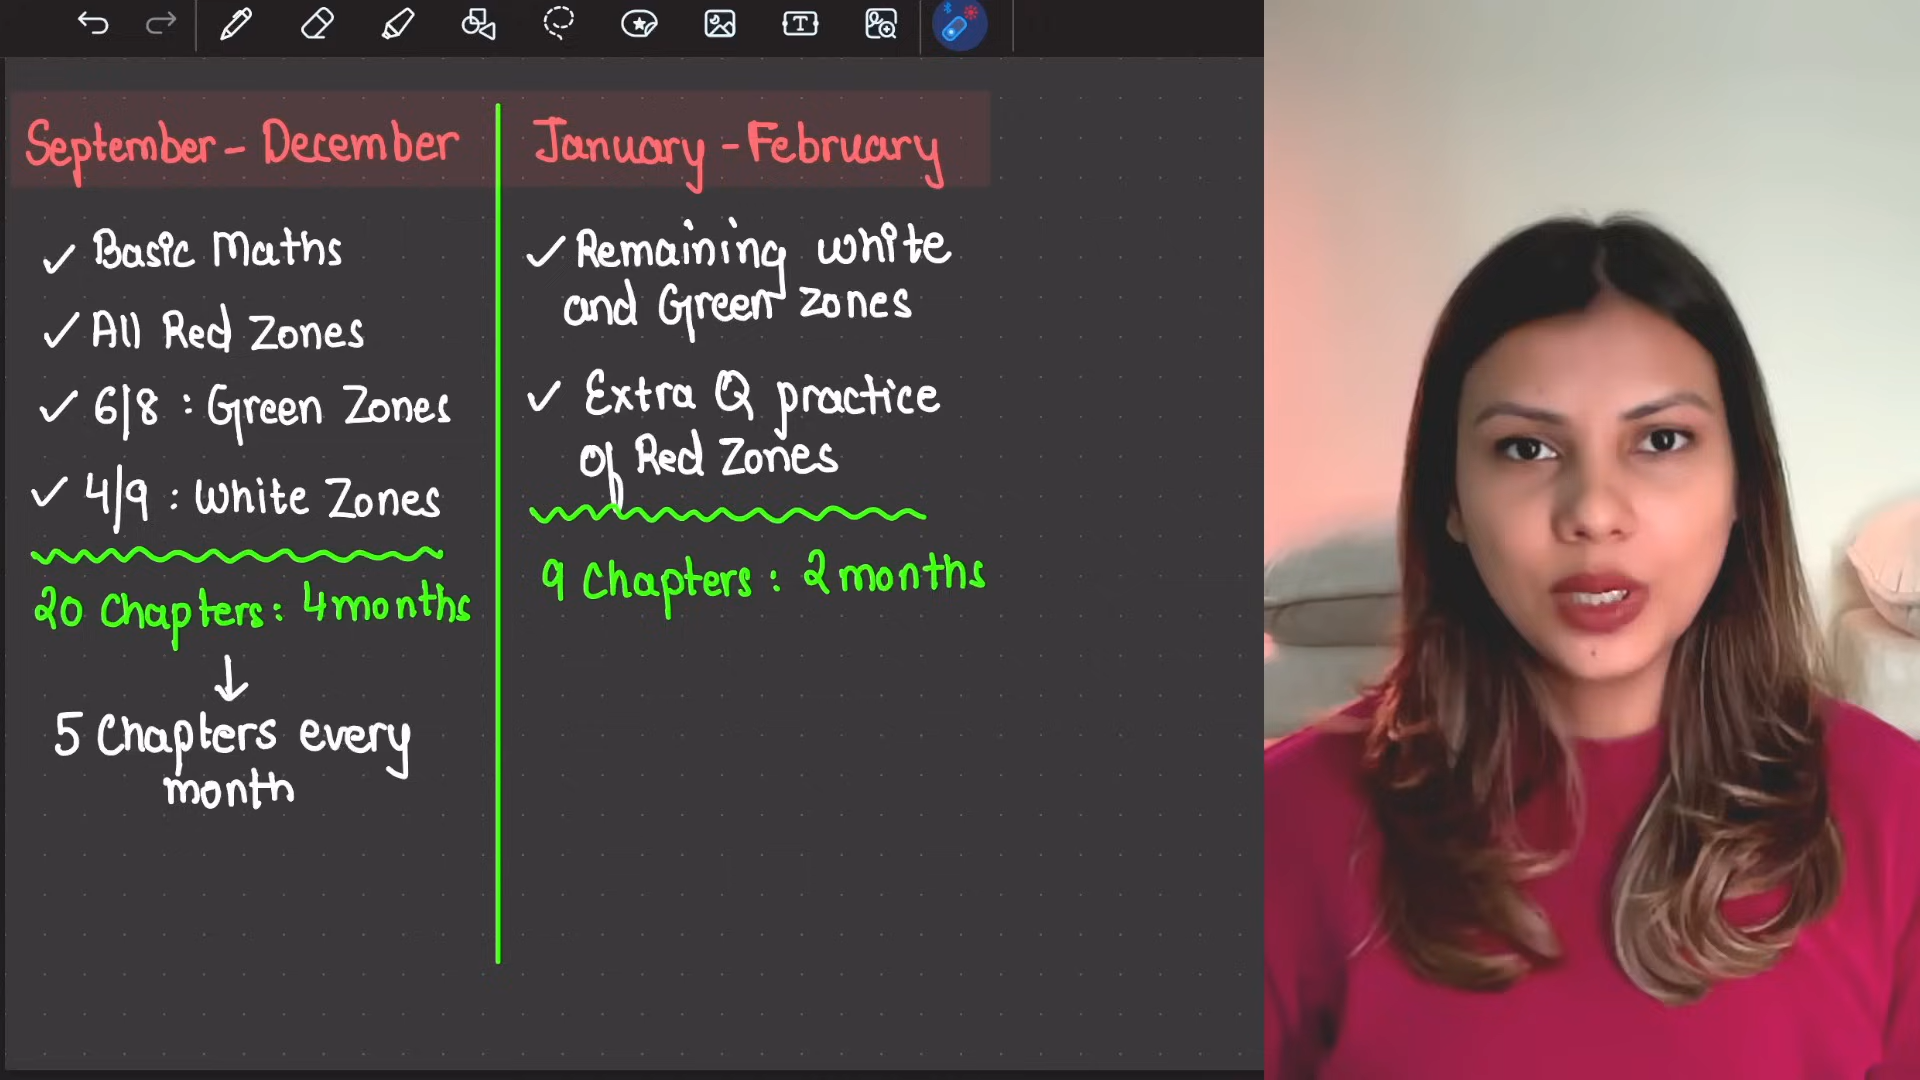 September - December
✓ Basic Maths
✓ All Red Zones
✓ 6/8 : Green Zones
✓ 4/9 : White Zones
20 Chapters: 4 months
↓
5 Chapters every
month
January - February
✓ Remaining white
and Green zones
✓ Extra Q practice
of Red Zones
9 Chapters: 2 months